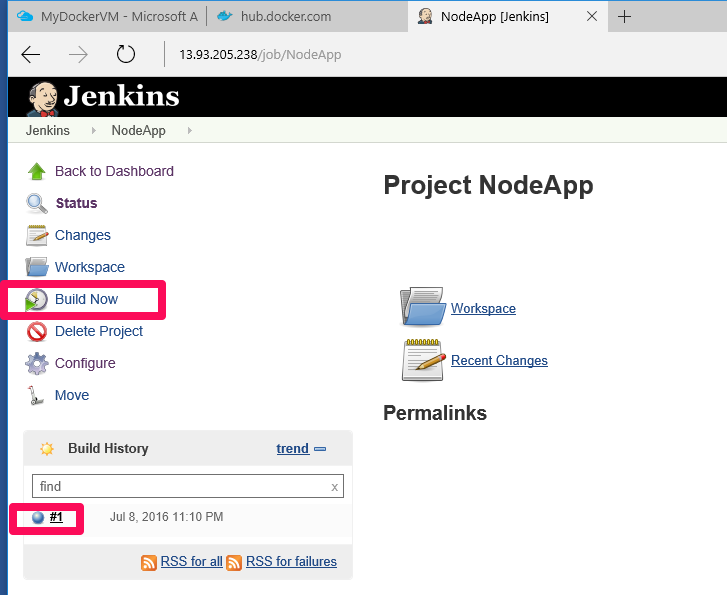 MyDockerVM - Microsoft A
hub.docker.com
NodeApp [Jenkins]
13.93.205.238/job/NodeApp
Jenkins
Jenkins
NodeApp
Back to Dashboard
Status
Changes
Workspace
Build Now
Delete Project
Configure
Move
Project NodeApp
Workspace
Recent Changes
Permalinks
Build History
trend
find
x
#1
Jul 8, 2016 11:10 PM
RSS for all
RSS for failures